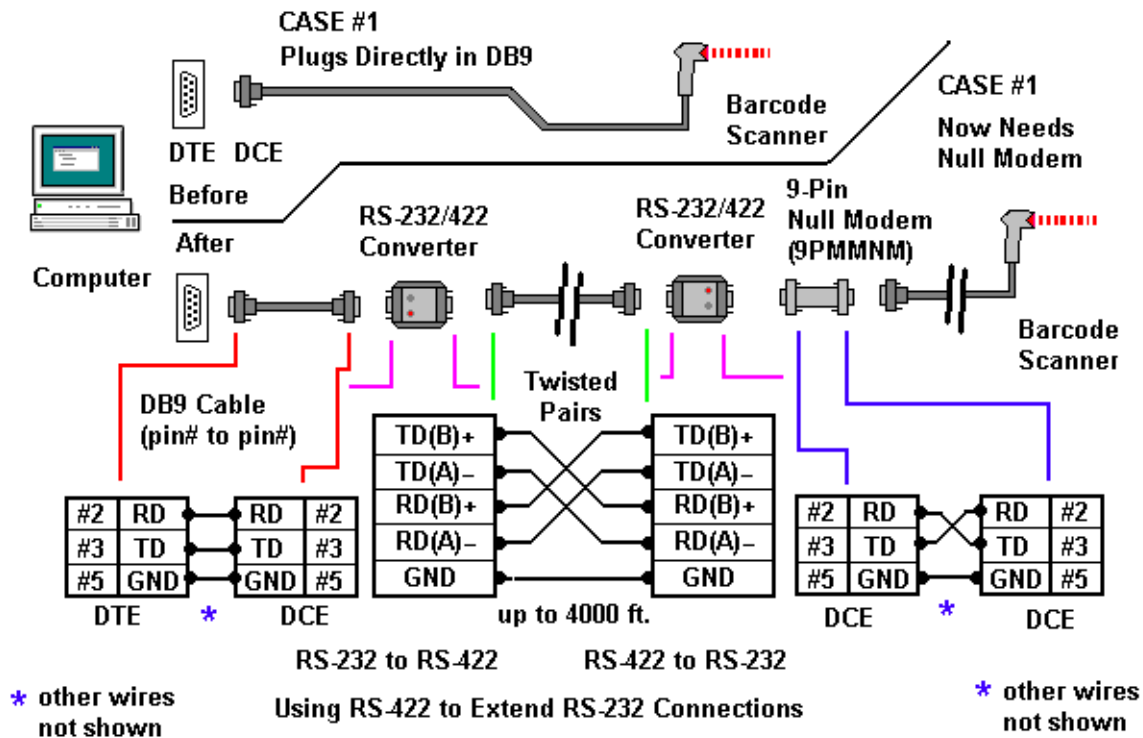 CASE #1
Plugs Directly in DB9
Barcode
Scanner
CASE #1
Now Needs
Null Modem
DTE DCE
Before
After
Computer
RS-232/422
Converter
RS-232/422
Converter
9-Pin
Null Modem
(9PMMNM)
Barcode
Scanner
DB9 Cable
(pin# to pin#)
Twisted
Pairs
#2 RD RD #2
#3 TD TD #3
#5 GND GND #5
DTE * DCE
TD(B)+ TD(B)+
TD(A)– TD(A)–
RD(B)+ RD(B)+
RD(A)– RD(A)–
GND GND
up to 4000 ft.
#2 RD RD #2
#3 TD TD #3
#5 GND GND #5
DCE * DCE
RS-232 to RS-422 RS-422 to RS-232
* other wires
not shown
Using RS-422 to Extend RS-232 Connections
* other wires
not shown